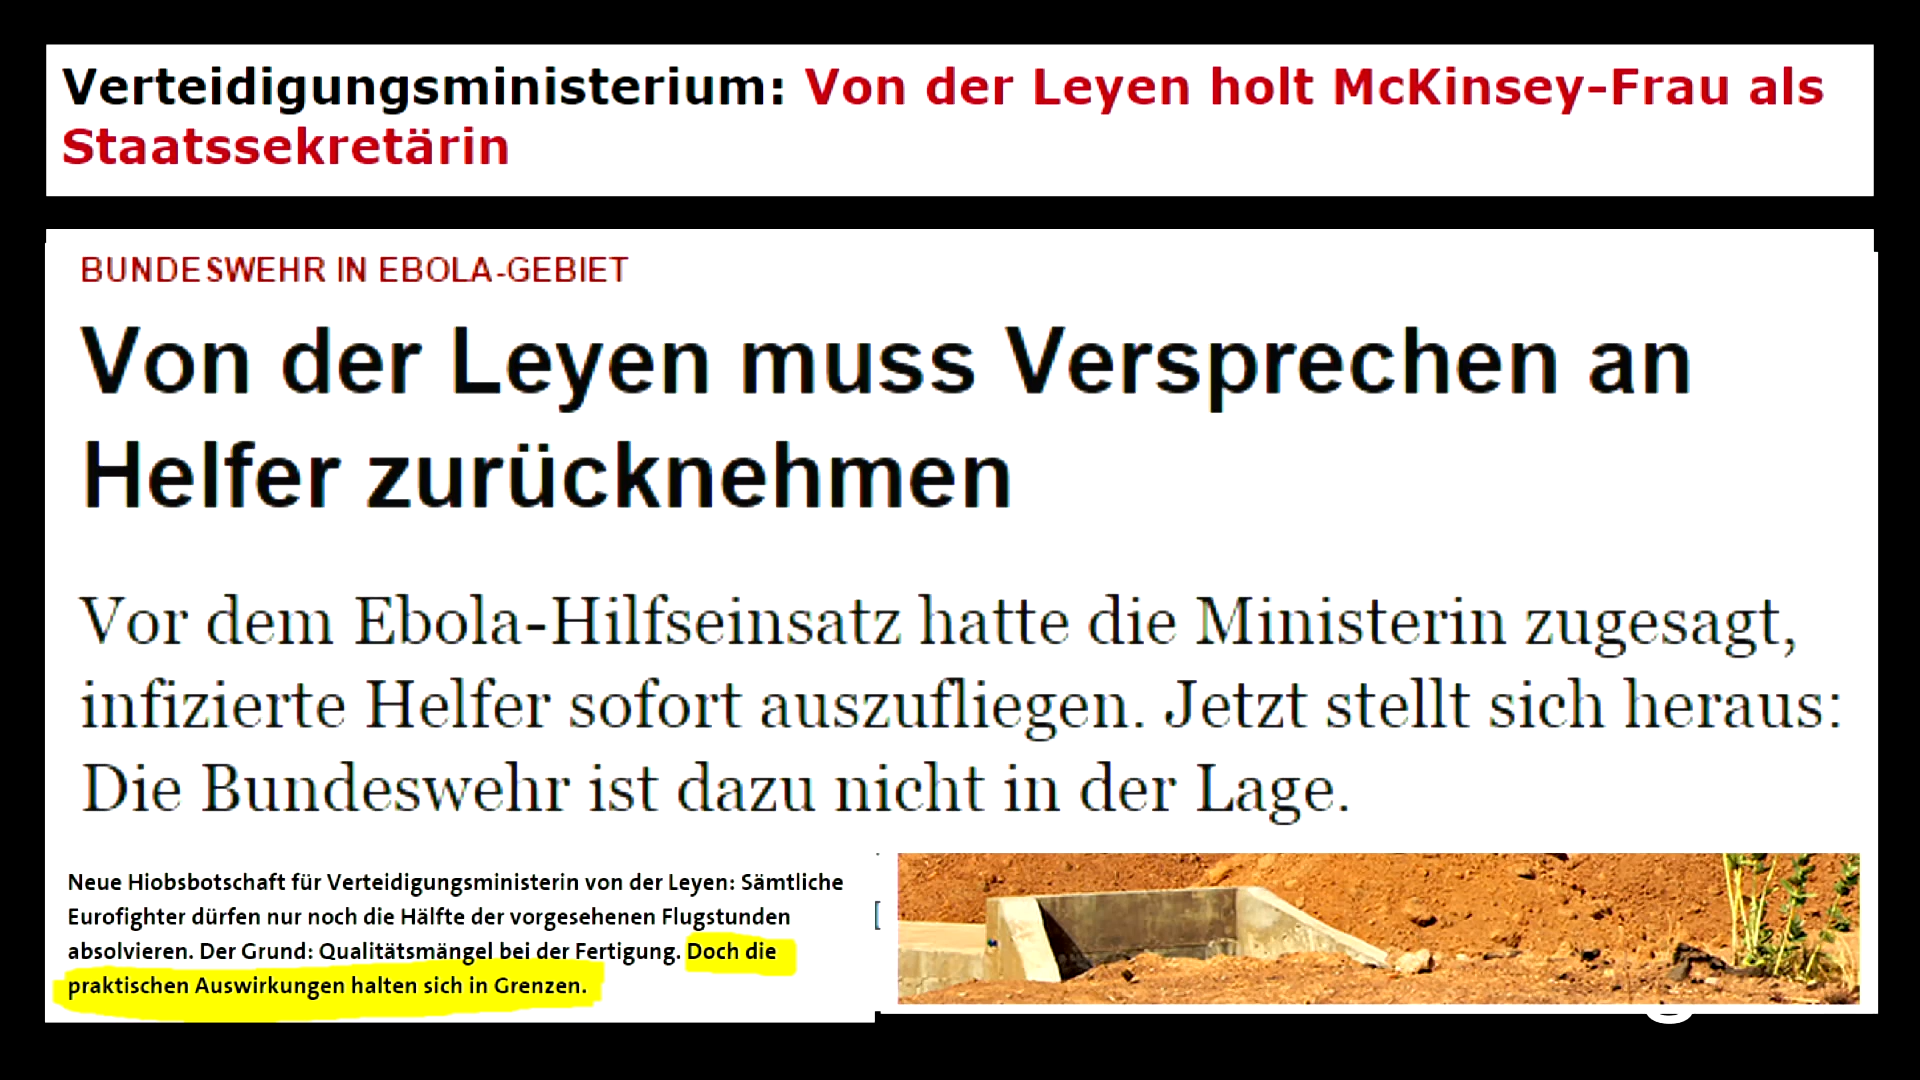 Verteidigungsministerium: Von der Leyen holt McKinsey-Frau als
Staatssekretärin
BUNDESWEHR IN EBOLA-GEBIET
Von der Leyen muss Versprechen an
Helfer zurücknehmen
Vor dem Ebola-Hilfseinsatz hatte die Ministerin zugesagt,
infizierte Helfer sofort auszufliegen. Jetzt stellt sich heraus:
Die Bundeswehr ist dazu nicht in der Lage.
Neue Hiobsbotschaft für Verteidigungsministerin von der Leyen: Sämtliche
Eurofighter dürfen nur noch die Hälfte der vorgesehenen Flugstunden
absolvieren. Der Grund: Qualitätsmängel bei der Fertigung. Doch die
praktischen Auswirkungen halten sich in Grenzen.